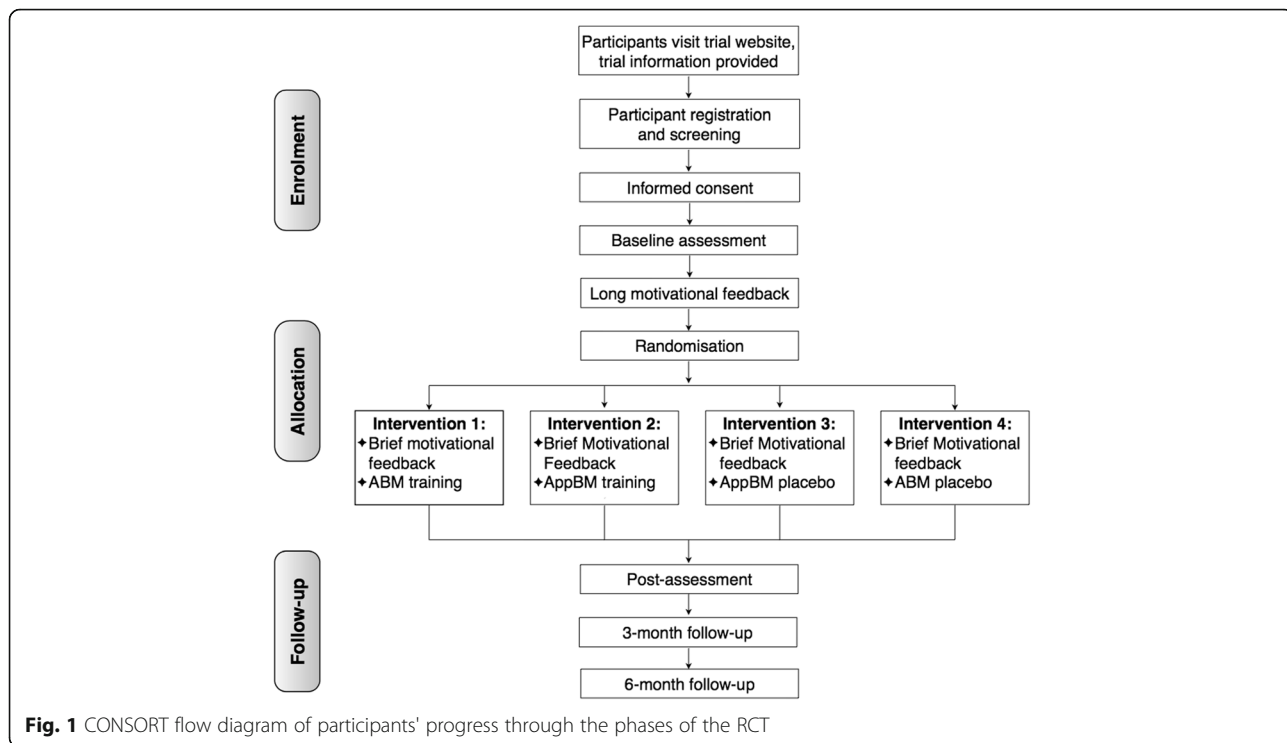 Participants visit trial website,
trial information provided
Enrolment
Participant registration
and screening
Informed consent
Baseline assessment
Long motivational feedback
Allocation
Randomisation
Intervention 1:
✦Brief motivational
feedback
✦ABM training
Intervention 2:
✦Brief Motivational
Feedback
✦AppBM training
Intervention 3:
✦Brief Motivational
feedback
✦AppBM placebo
Intervention 4:
✦Brief Motivational
feedback
✦ABM placebo
Follow-up
Post-assessment
3-month follow-up
6-month follow-up
Fig. 1 CONSORT flow diagram of participants' progress through the phases of the RCT